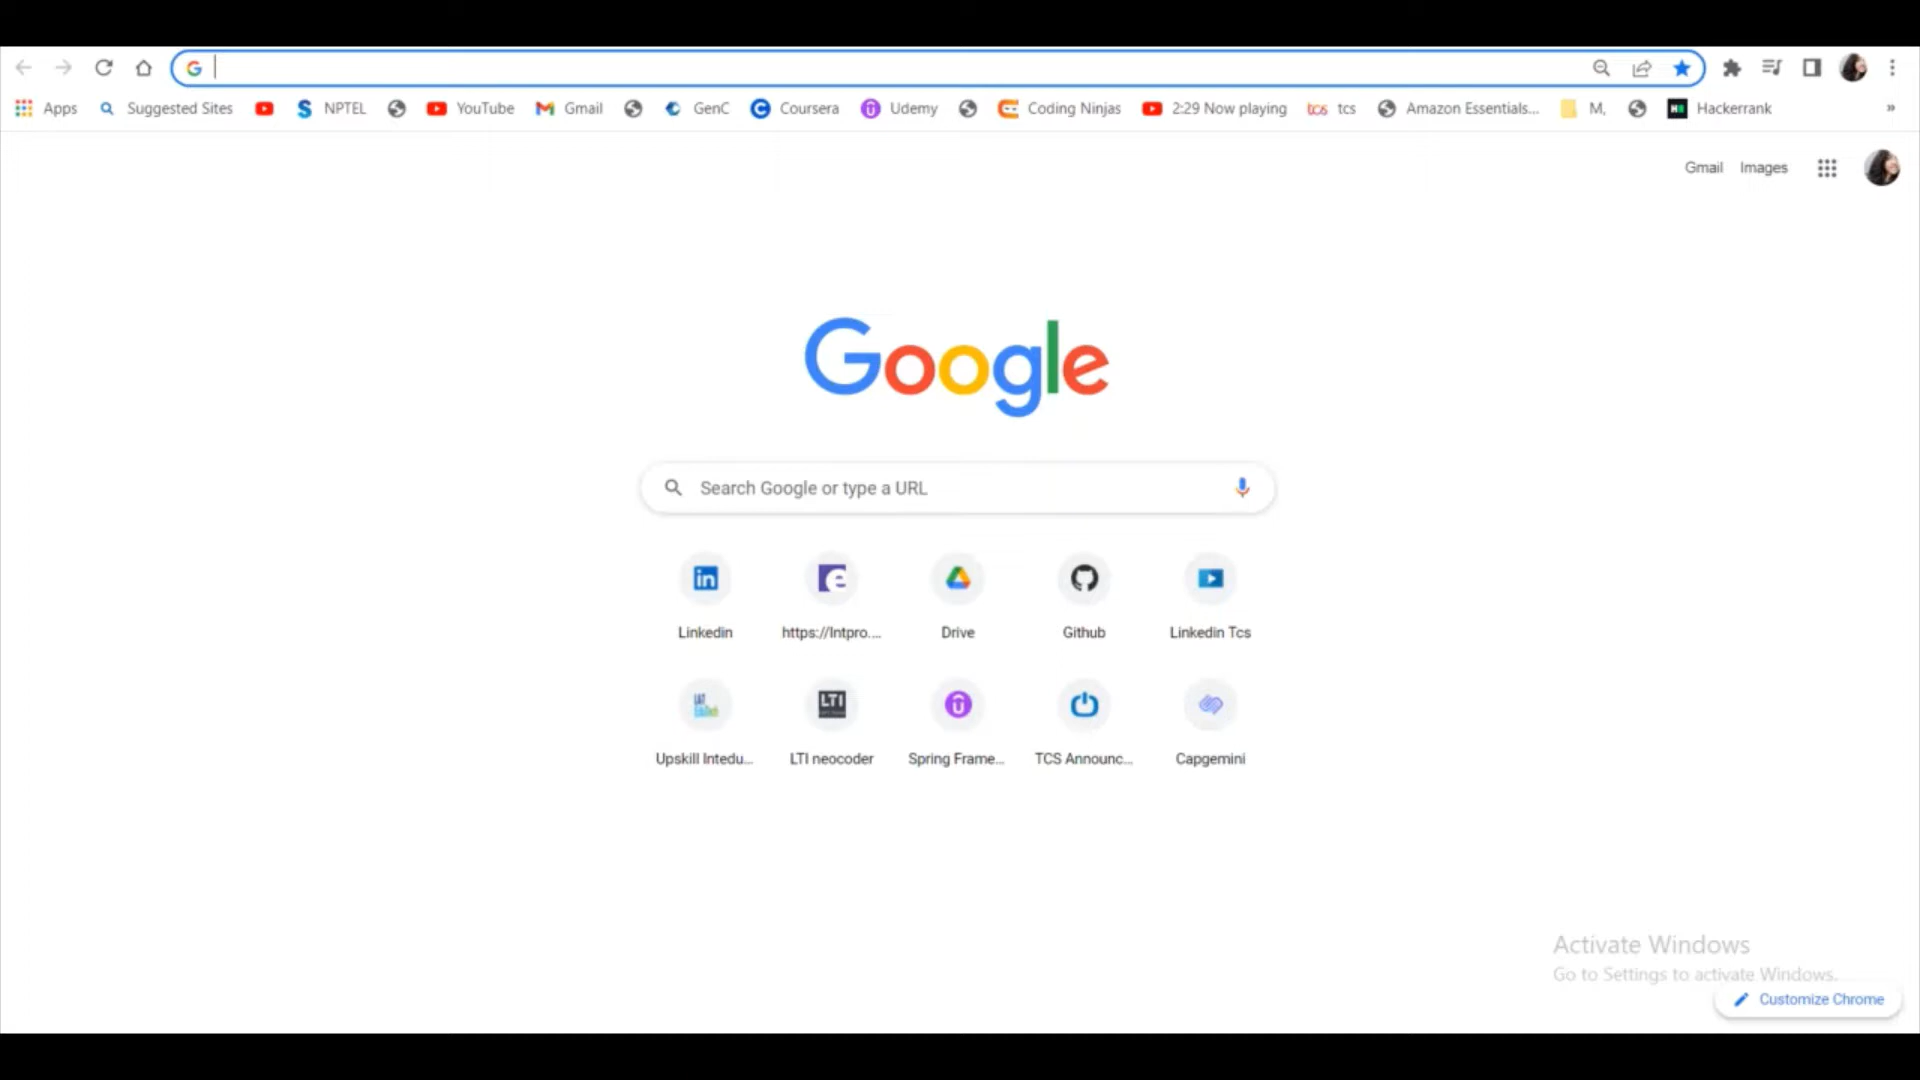 Apps Suggested Sites NPTEL YouTube Gmail GenC Coursera Udemy Coding Ninjas 2:29 Now playing tcs tcs Amazon Essentials... M, Hackerrank »
Gmail Images
Google
Search Google or type a URL
Linkedin https://lntpro.... Drive Github Linkedin Tcs
LTI
Upskill Intedu... LTI neocoder Spring Frame... TCS Announc... Capgemini
Activate Windows
Go to Settings to activate Windows.
Customize Chrome